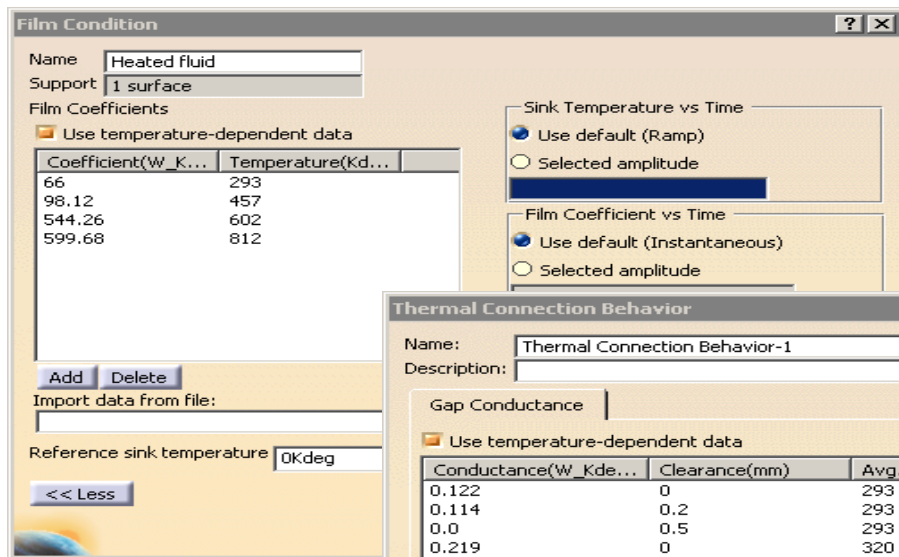 Film Condition
Name Heated fluid
Support 1 surface
Film Coefficients
Use temperature-dependent data
Coefficient(W_K... Temperature(Kd...
66 293
98.12 457
544.26 602
599.68 812
Add Delete
Import data from file:
Reference sink temperature 0Kdeg
<< Less
Sink Temperature vs Time
Use default (Ramp)
Selected amplitude
Film Coefficient vs Time
Use default (Instantaneous)
Selected amplitude
Thermal Connection Behavior
Name: Thermal Connection Behavior-1
Description:
Gap Conductance
Use temperature-dependent data
Conductance(W_Kde... Clearance(mm) Avg.
0.122 0 293
0.114 0.2 293
0.0 0.5 293
0.219 0 320